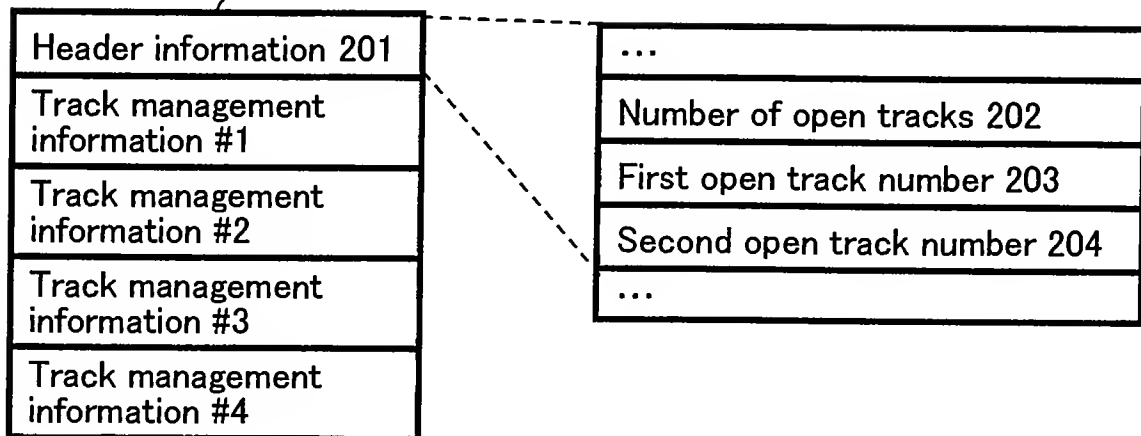 Header information 201
Track management
information #1
Track management
information #2
Track management
information #3
Track management
information #4
...
Number of open tracks 202
First open track number 203
Second open track number 204
...